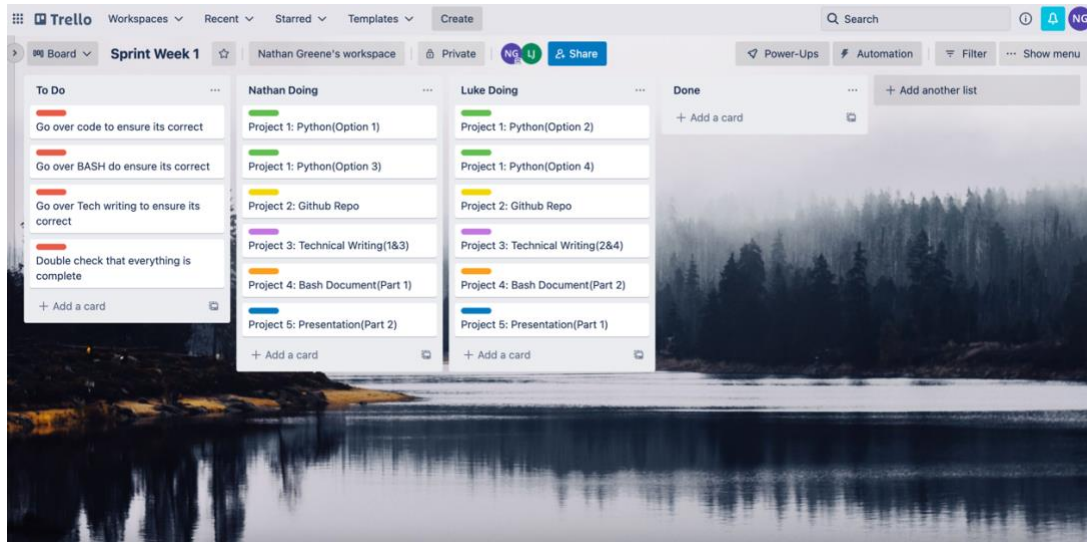 Trello Workspaces Recent Starred Templates Create Search NG
Board Sprint Week 1 Nathan Greene's workspace Private NG LJ Share Power-Ups Automation Filter ··· Show menu
To Do
Go over code to ensure its correct
Go over BASH do ensure its correct
Go over Tech writing to ensure its
correct
Double check that everything is
complete
+ Add a card
Nathan Doing
Project 1: Python(Option 1)
Project 1: Python(Option 3)
Project 2: Github Repo
Project 3: Technical Writing(1&3)
Project 4: Bash Document(Part 1)
Project 5: Presentation(Part 2)
+ Add a card
Luke Doing
Project 1: Python(Option 2)
Project 1: Python(Option 4)
Project 2: Github Repo
Project 3: Technical Writing(2&4)
Project 4: Bash Document(Part 2)
Project 5: Presentation(Part 1)
+ Add a card
Done
+ Add a card
+ Add another list